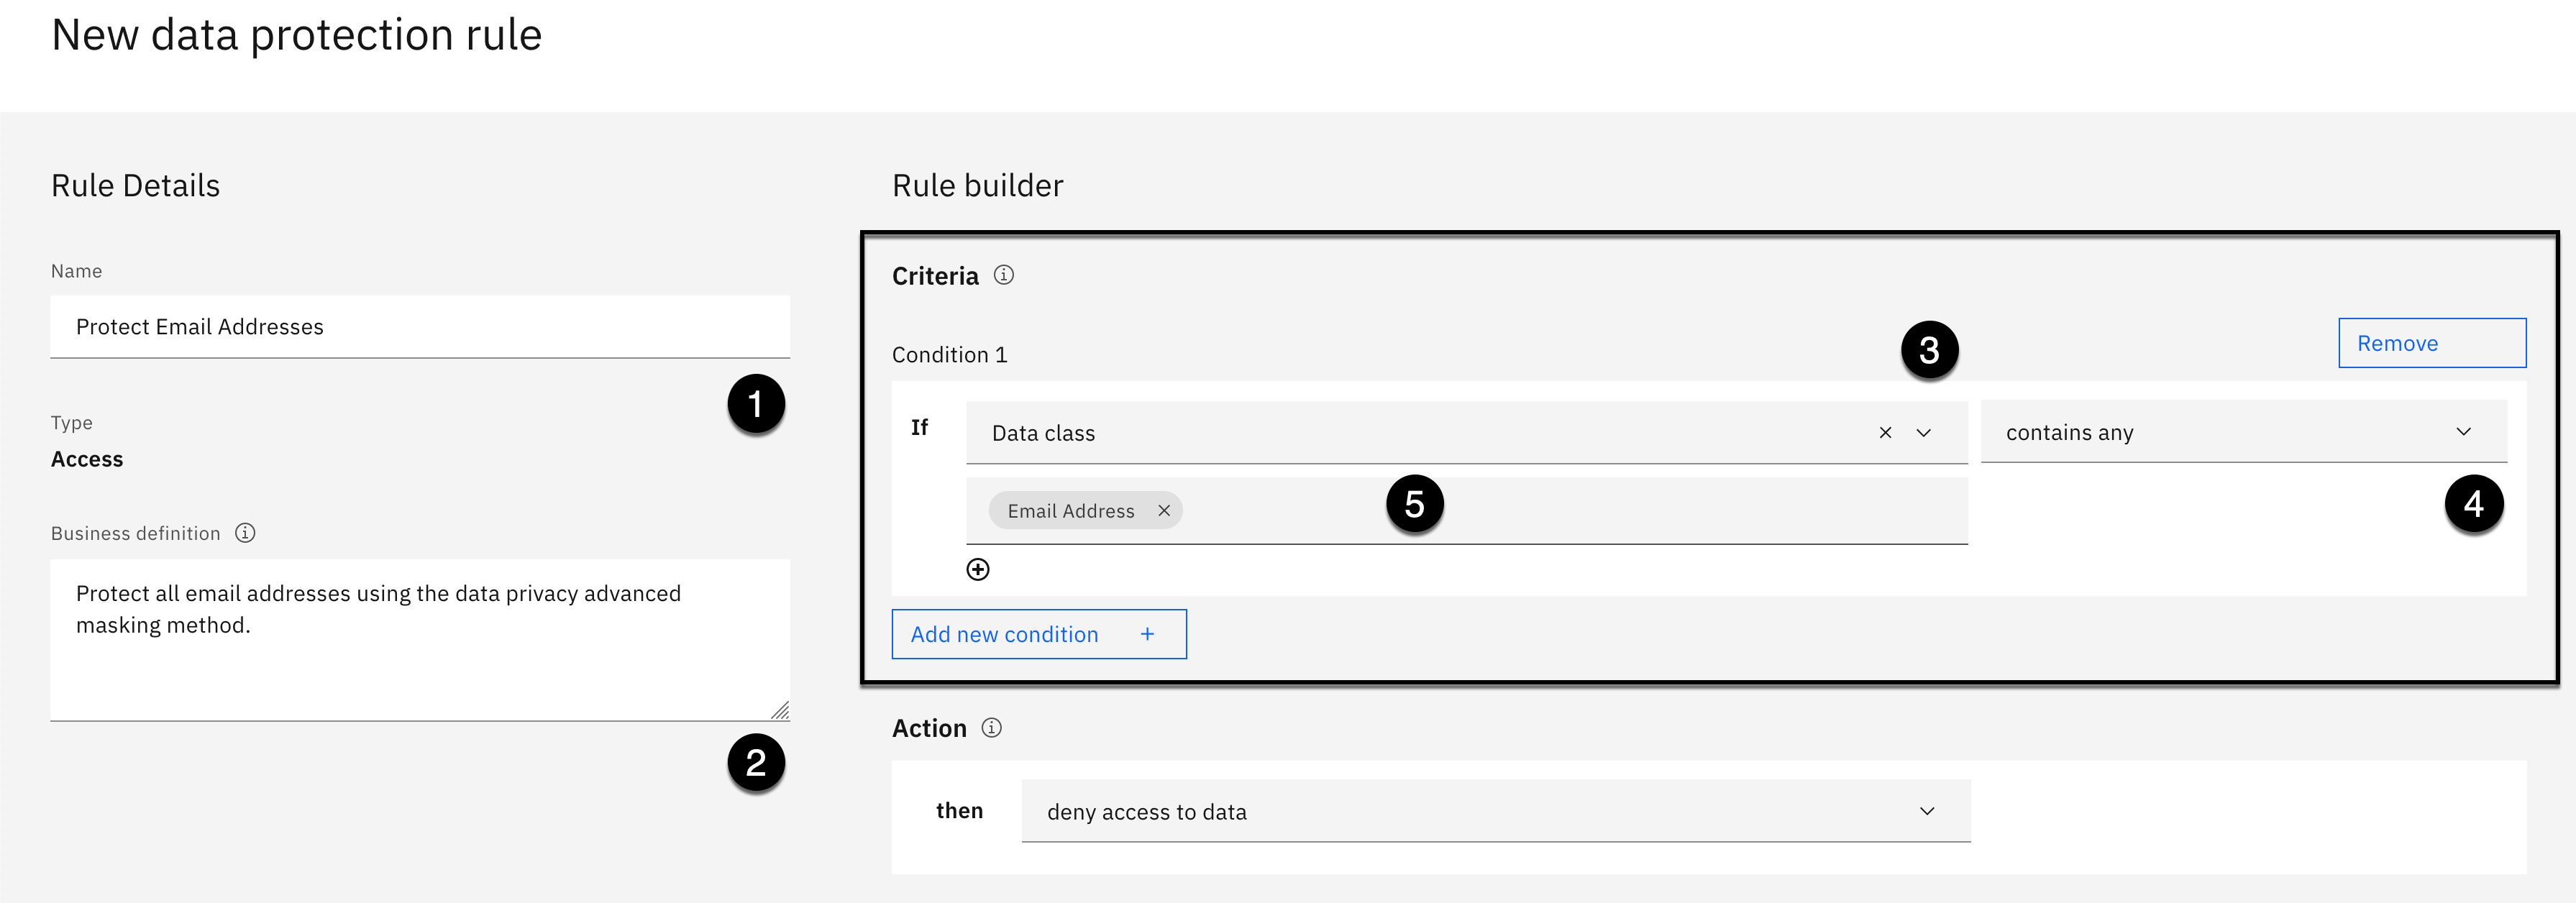 New data protection rule
Rule Details
Name
Protect Email Addresses
1
Type
Access
Business definition
Protect all email addresses using the data privacy advanced
masking method.
2
Rule builder
Criteria
Condition 1
3
Remove
If
Data class
contains any
Email Address
5
4
Add new condition +
Action
then
deny access to data